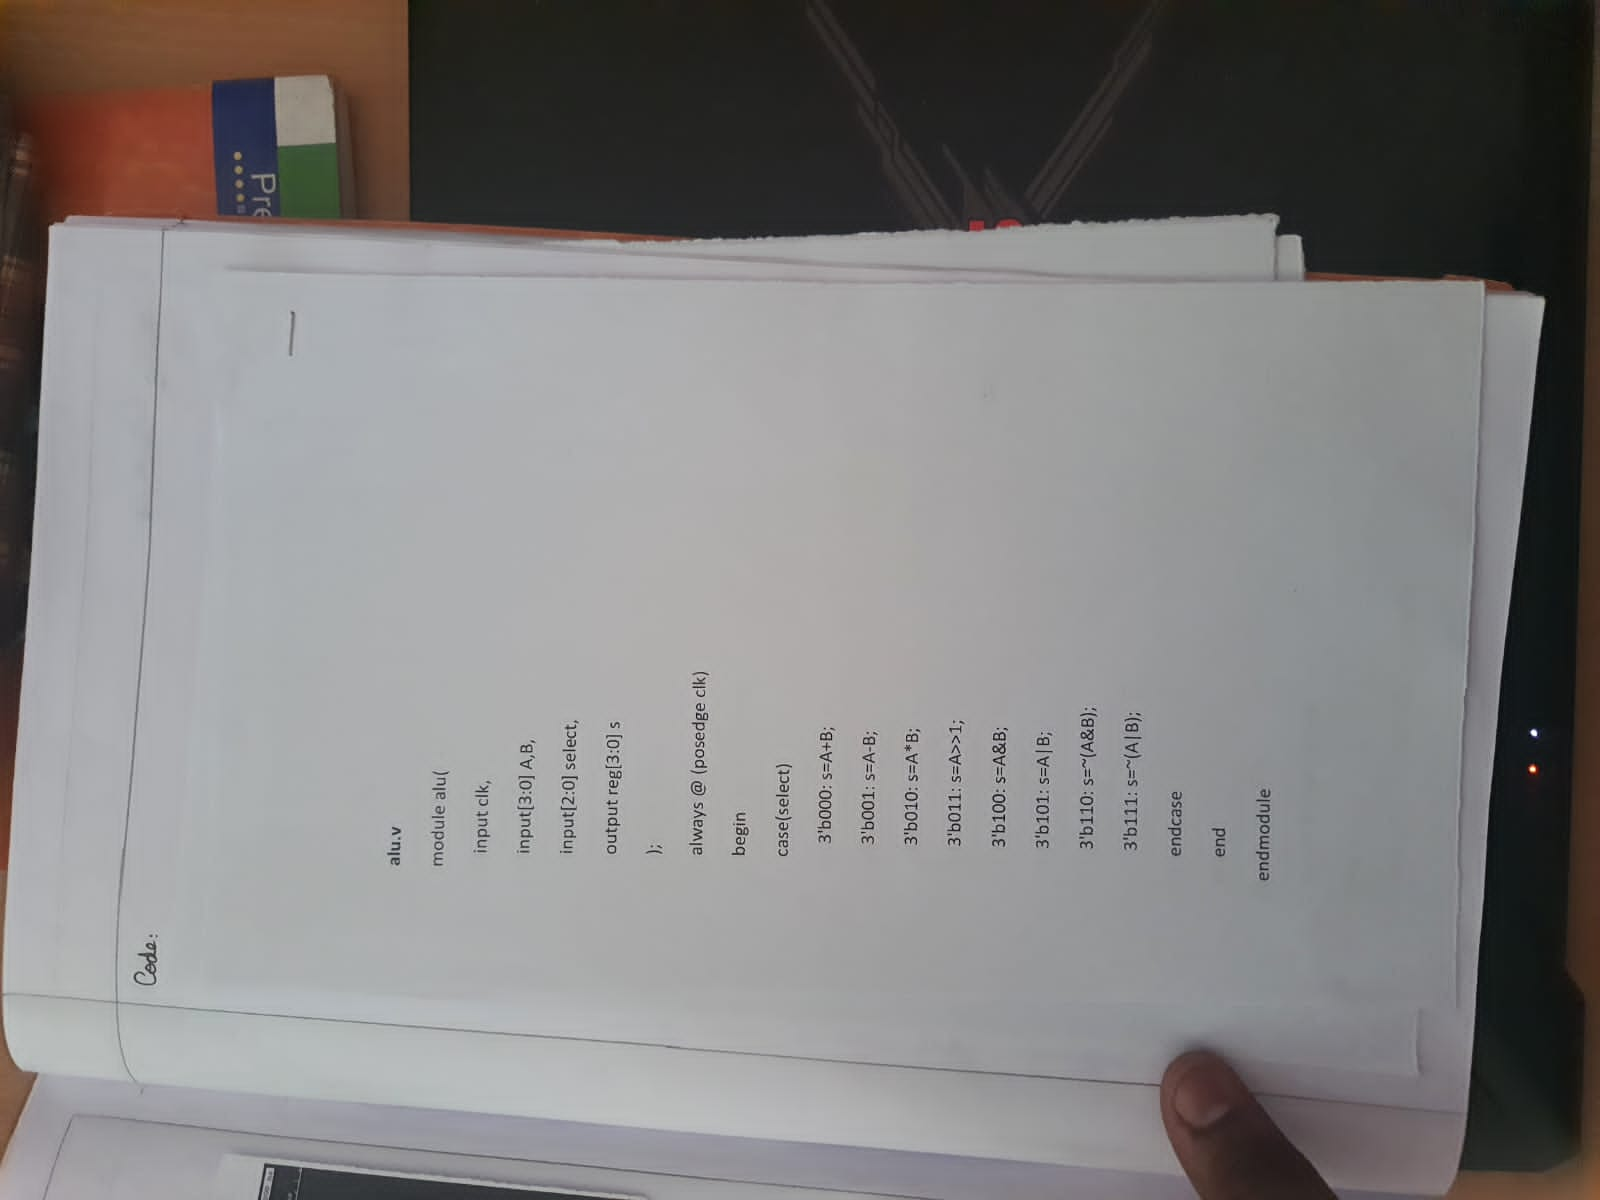 Code:
alu.v
module alu(
input clk,
input[3:0] A,B,
input[2:0] select,
output reg[3:0] s
);
always @ (posedge clk)
begin
case(select)
3'b000: s=A+B;
3'b001: s=A-B;
3'b010: s=A*B;
3'b011: s=A>>1;
3'b100: s=A&B;
3'b101: s=A|B;
3'b110: s=~(A&B);
3'b111: s=~(A|B);
endcase
end
endmodule